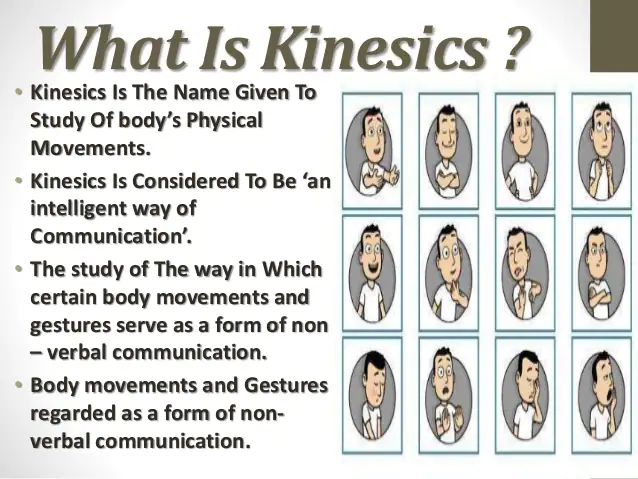 What Is Kinesics ?
• Kinesics Is The Name Given To
Study Of body’s Physical
Movements.
• Kinesics Is Considered To Be ‘an
intelligent way of
Communication’.
• The study of The way in Which
certain body movements and
gestures serve as a form of non
– verbal communication.
• Body movements and Gestures
regarded as a form of non-
verbal communication.